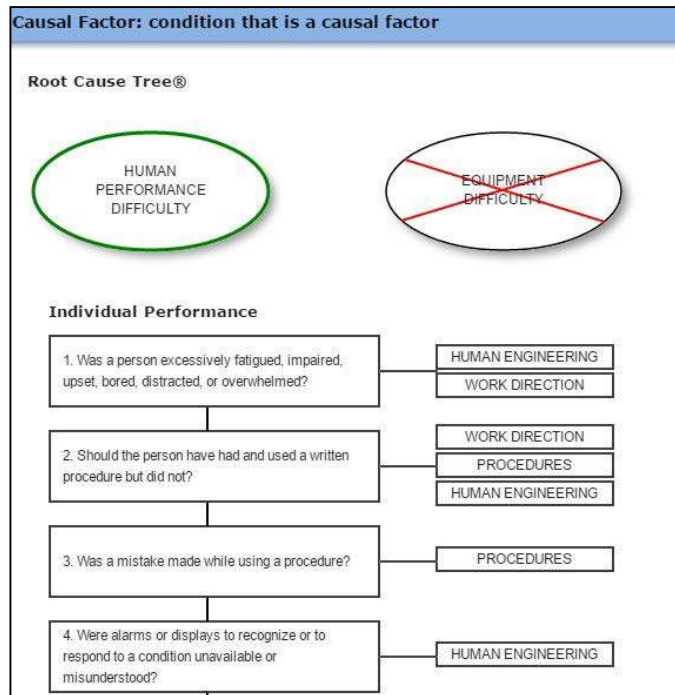 Causal Factor: condition that is a causal factor
Root Cause Tree®
HUMAN
PERFORMANCE
DIFFICULTY
EQUIPMENT
DIFFICULTY
Individual Performance
1. Was a person excessively fatigued, impaired,
upset, bored, distracted, or overwhelmed?
HUMAN ENGINEERING
WORK DIRECTION
2. Should the person have had and used a written
procedure but did not?
WORK DIRECTION
PROCEDURES
HUMAN ENGINEERING
3. Was a mistake made while using a procedure?
PROCEDURES
4. Were alarms or displays to recognize or to
respond to a condition unavailable or
misunderstood?
HUMAN ENGINEERING